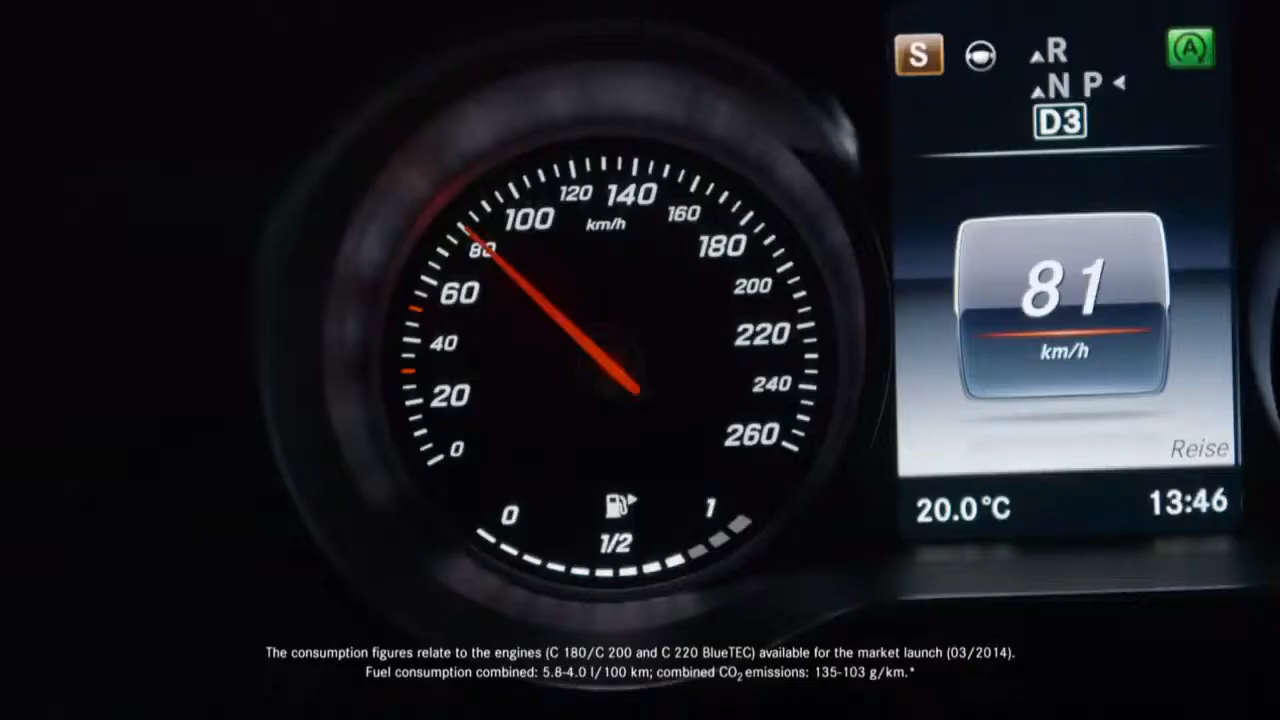 S
R
N P
D3
A
120 140
100 160
km/h
80 180
60 200
40 220
20 240
0 260
81
km/h
Reise
0 1
1/2
20.0°C 13:46
The consumption figures relate to the engines (C 180/C 200 and C 220 BlueTEC) available for the market launch (03/2014).
Fuel consumption combined: 5.8-4.0 l/100 km; combined CO₂ emissions: 135-103 g/km.*